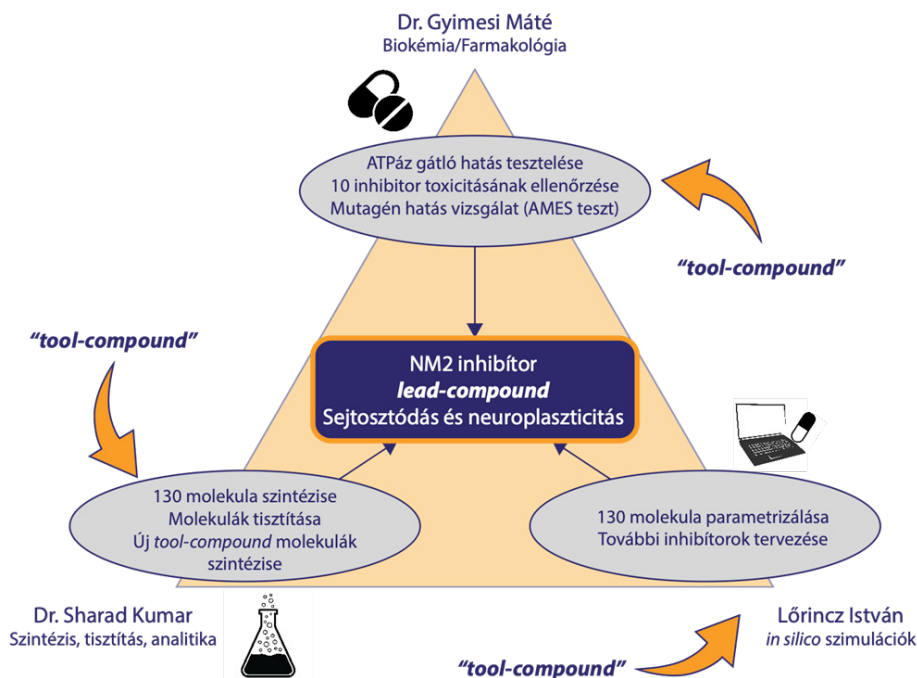 Dr. Gyimesi Máté
Biokémia/Farmakológia
ATPáz gátló hatás tesztelése
10 inhibitor toxicitásának ellenőrzése
Mutagén hatás vizsgálat (AMES teszt)
“tool-compound”
“tool-compound”
NM2 inhibítor
lead-compound
Sejtosztódás és neuroplaszticitás
130 molekula szintézise
Molekulák tisztítása
Új tool-compound molekulák
szintézise
130 molekula parametrizálása
További inhibítorok tervezése
Dr. Sharad Kumar
Szintézis, tisztítás, analitika
Lőrincz István
in silico szimulációk
“tool-compound”